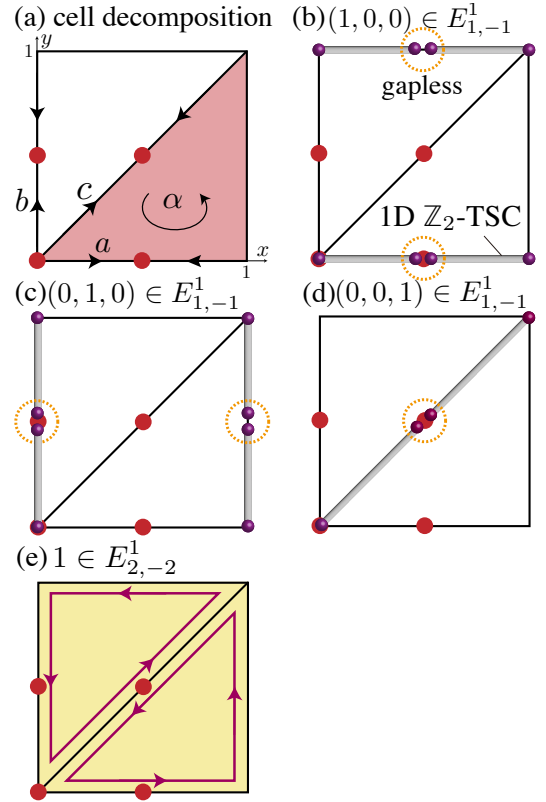 (a) cell decomposition
y
1
b
c
α
a
x
1
(b) (1, 0, 0) ∈ E^1_{1,-1}
gapless
1D ℤ_2-TSC
(c) (0, 1, 0) ∈ E^1_{1,-1}
(d) (0, 0, 1) ∈ E^1_{1,-1}
(e) 1 ∈ E^1_{2,-2}